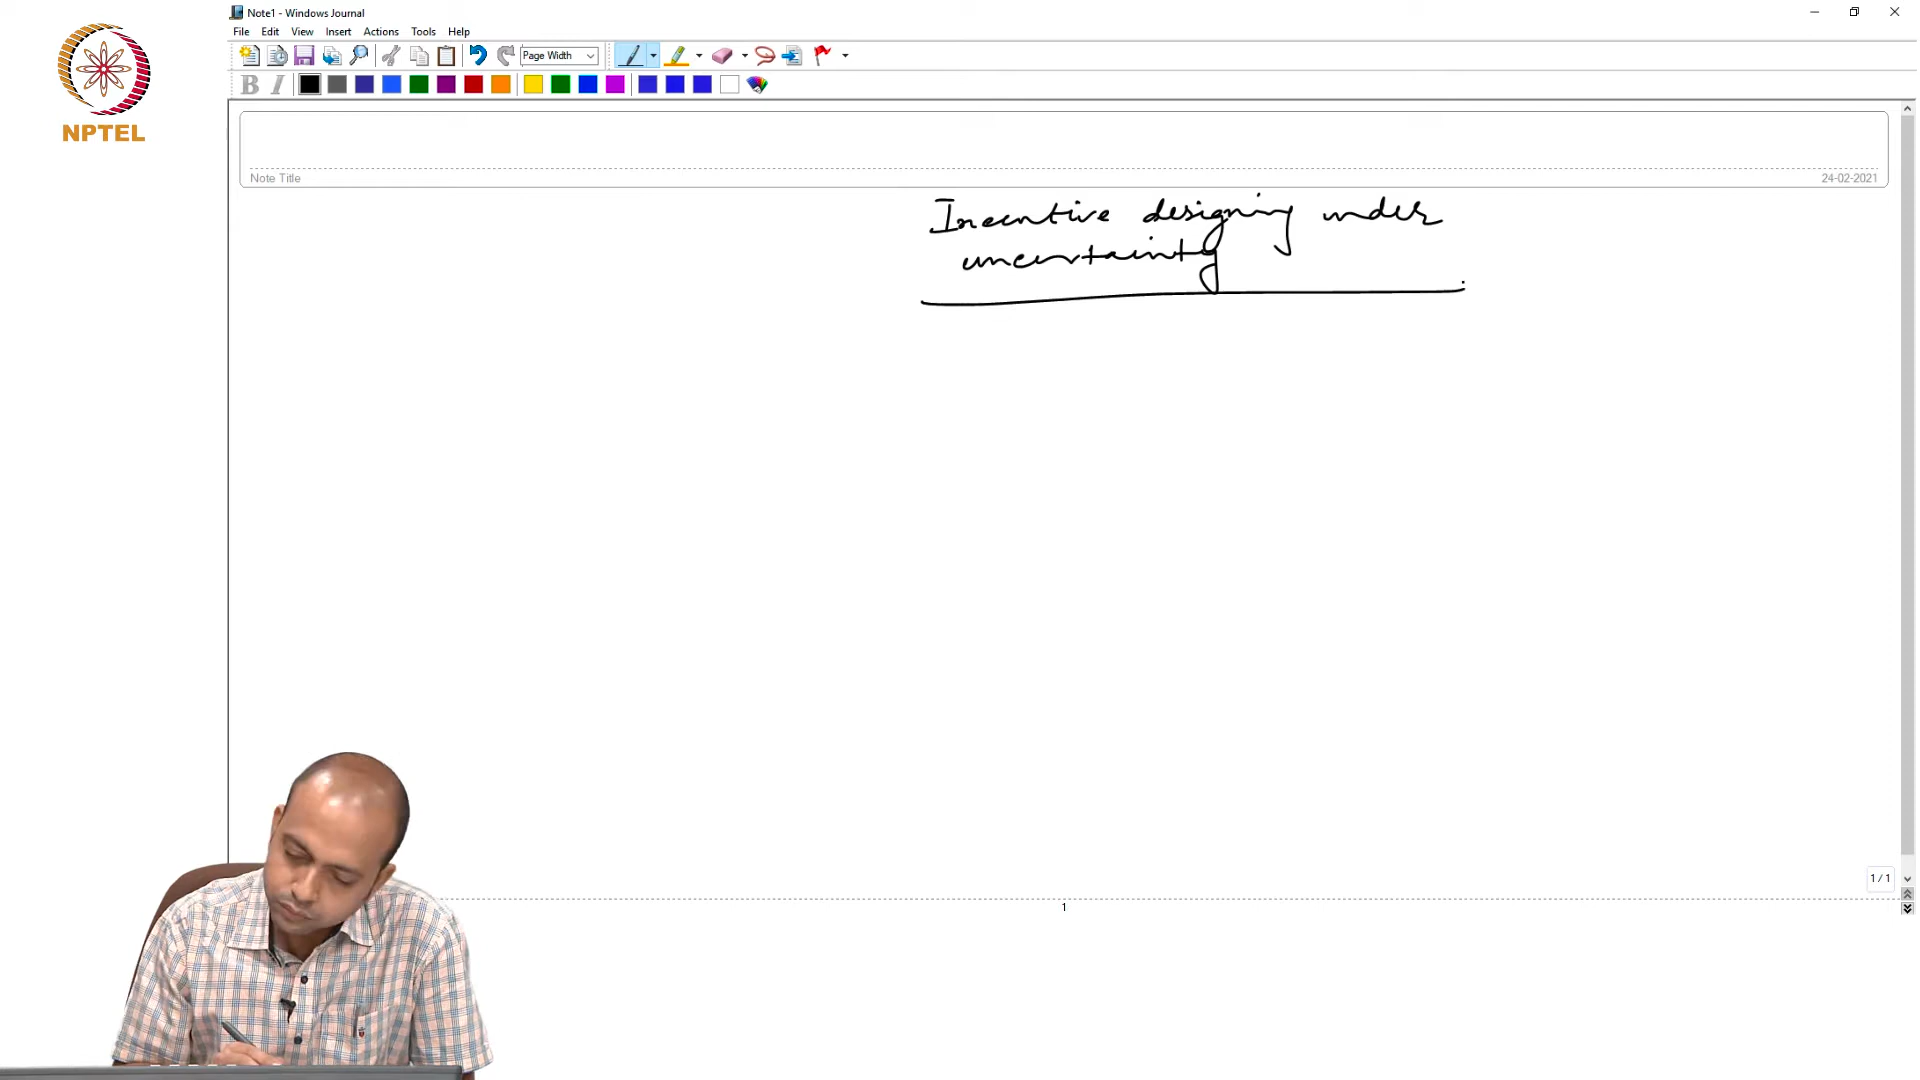 Note1 - Windows Journal
File Edit View Insert Actions Tools Help
Page Width
B I
NPTEL
Note Title
24-02-2021
Incentive designing under
uncertainty
1 / 1
1